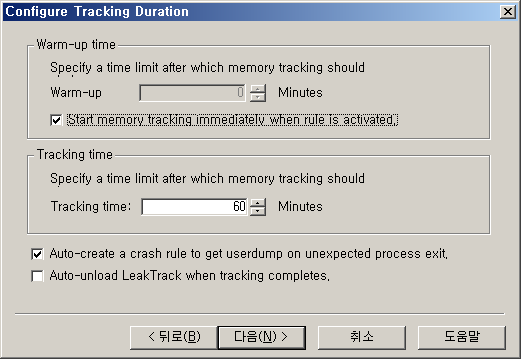 Configure Tracking Duration
Warm-up time
Specify a time limit after which memory tracking should
Warm-up 0 Minutes
Start memory tracking immediately when rule is activated.
Tracking time
Specify a time limit after which memory tracking should
Tracking time: 60 Minutes
Auto-create a crash rule to get userdump on unexpected process exit.
Auto-unload LeakTrack when tracking completes.
< 뒤로(B) 다음(N) > 취소 도움말